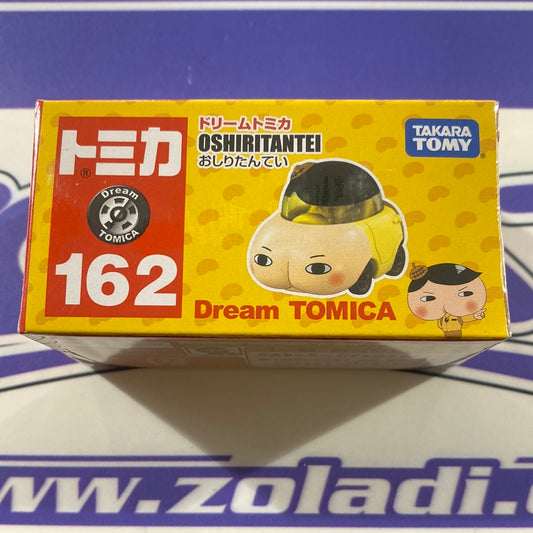 トミカ
®
Dream
TOMICA
162
ドリームトミカ
OSHIRITANTEI
おしりたんてい
TAKARA
TOMY
®
Dream TOMICA
www.zoladi.c